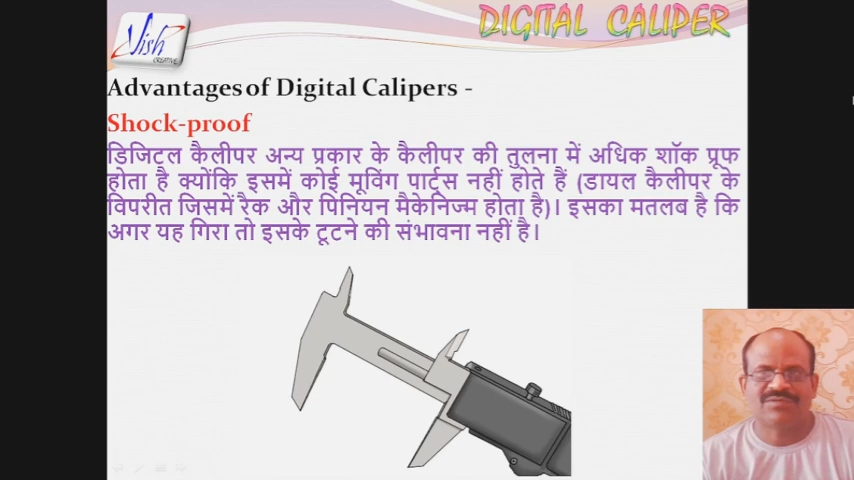 DIGITAL CALIPER
Vish
CREATIVE
Advantages of Digital Calipers -
Shock-proof
डिजिटल कैलीपर अन्य प्रकार के कैलीपर की तुलना में अधिक शॉक प्रूफ
होता है क्योंकि इसमें कोई मूविंग पार्ट्स नहीं होते हैं (डायल कैलीपर के
विपरीत जिसमें रैक और पिनियन मैकेनिज्म होता है)। इसका मतलब है कि
अगर यह गिरा तो इसके टूटने की संभावना नहीं है।